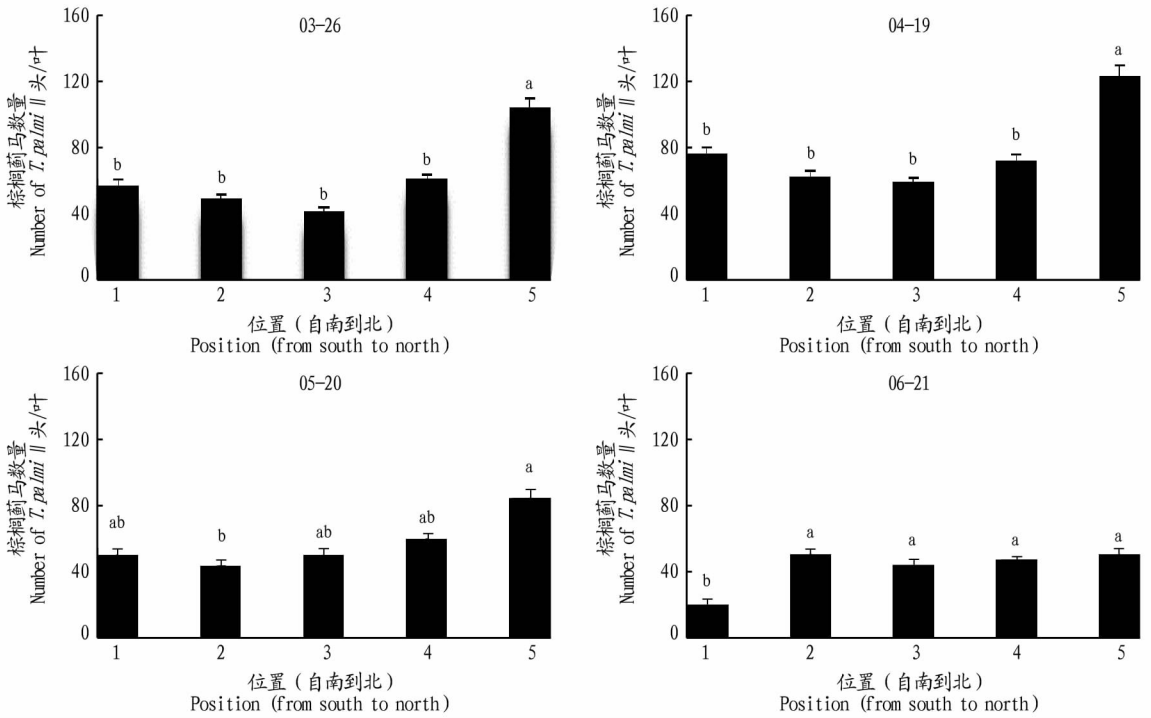 03-26
棕榈蓟马数量
Number of T. palmi ‖ 头/叶
160
120
80
40
0
b
b
b
b
a
1 2 3 4 5
位置(自南到北)
Position (from south to north)
04-19
棕榈蓟马数量
Number of T. palmi ‖ 头/叶
160
120
80
40
0
b
b
b
b
a
1 2 3 4 5
位置(自南到北)
Position (from south to north)
05-20
棕榈蓟马数量
Number of T. palmi ‖ 头/叶
160
120
80
40
0
ab
b
ab
ab
a
1 2 3 4 5
位置(自南到北)
Position (from south to north)
06-21
棕榈蓟马数量
Number of T. palmi ‖ 头/叶
160
120
80
40
0
b
a
a
a
a
1 2 3 4 5
位置(自南到北)
Position (from south to north)